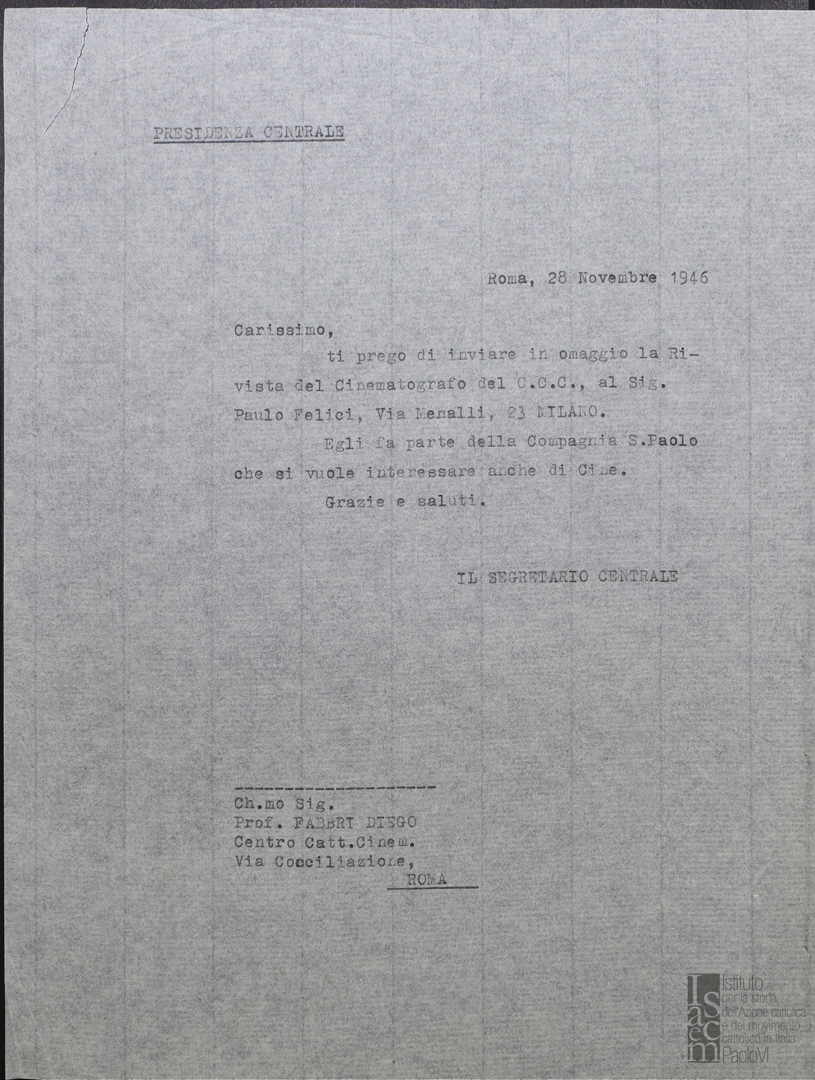 PRESIDENZA CENTRALE
Roma, 28 Novembre 1946
Carissimo,
ti prego di inviare in omaggio la Ri-
vista del Cinematografo del C.C.C., al Sig.
Paulo Felici, Via Menalli, 23 MILANO.
Egli fa parte della Compagnia S.Paolo
che si vuole interessare anche di Cine.
Grazie e saluti.
IL SEGRETARIO CENTRALE
--------------------
Ch.mo Sig.
Prof. FABBRI DIEGO
Centro Catt.Cinem.
Via Conciliazione,
ROMA
Isacem
Istituto
per la storia
dell'Azione cattolica
e del movimento
cattolico in Italia
PaoloVI